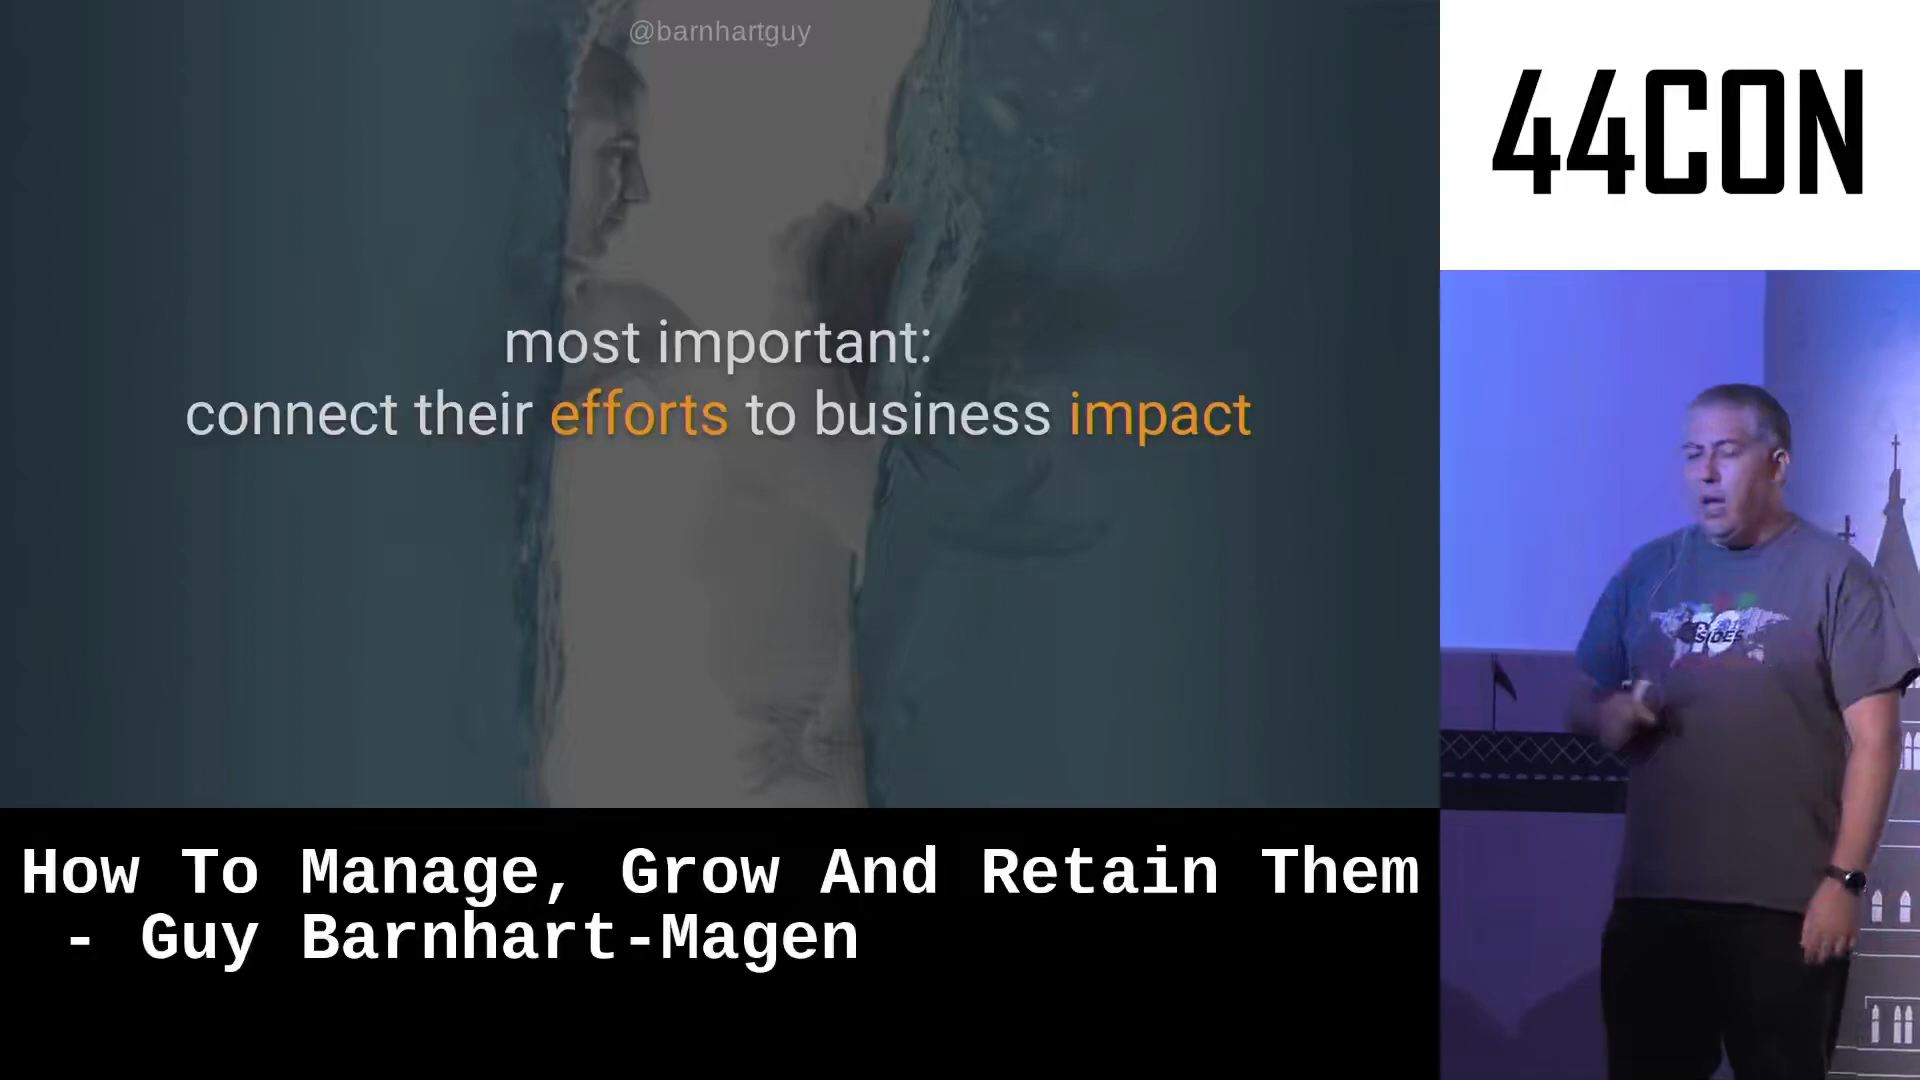 @barnhartguy
most important:
connect their efforts to business impact
44CON
SIDES
How To Manage, Grow And Retain Them
- Guy Barnhart-Magen